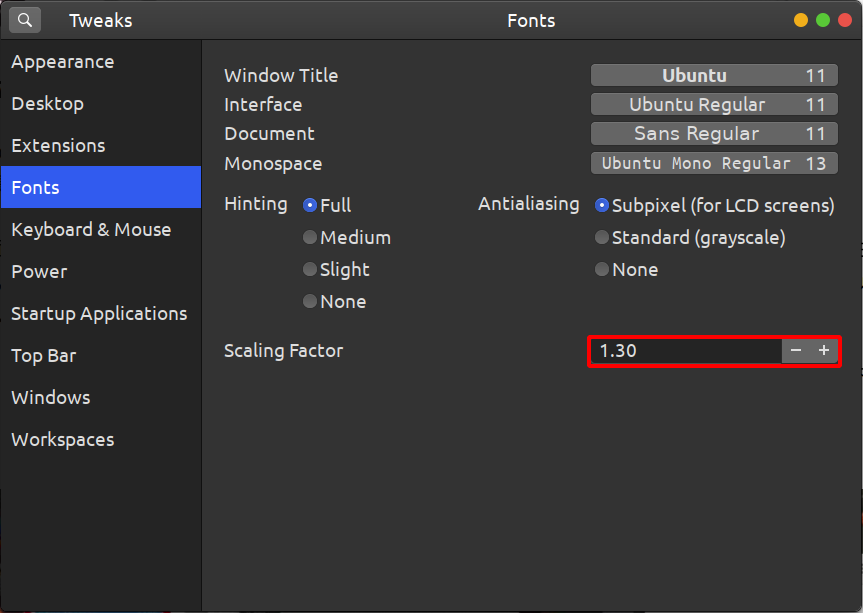 Tweaks
Fonts
Appearance
Desktop
Extensions
Fonts
Keyboard & Mouse
Power
Startup Applications
Top Bar
Windows
Workspaces
Window Title Ubuntu 11
Interface Ubuntu Regular 11
Document Sans Regular 11
Monospace Ubuntu Mono Regular 13
Hinting Full Antialiasing Subpixel (for LCD screens)
Medium Standard (grayscale)
Slight None
None
Scaling Factor 1.30 − +